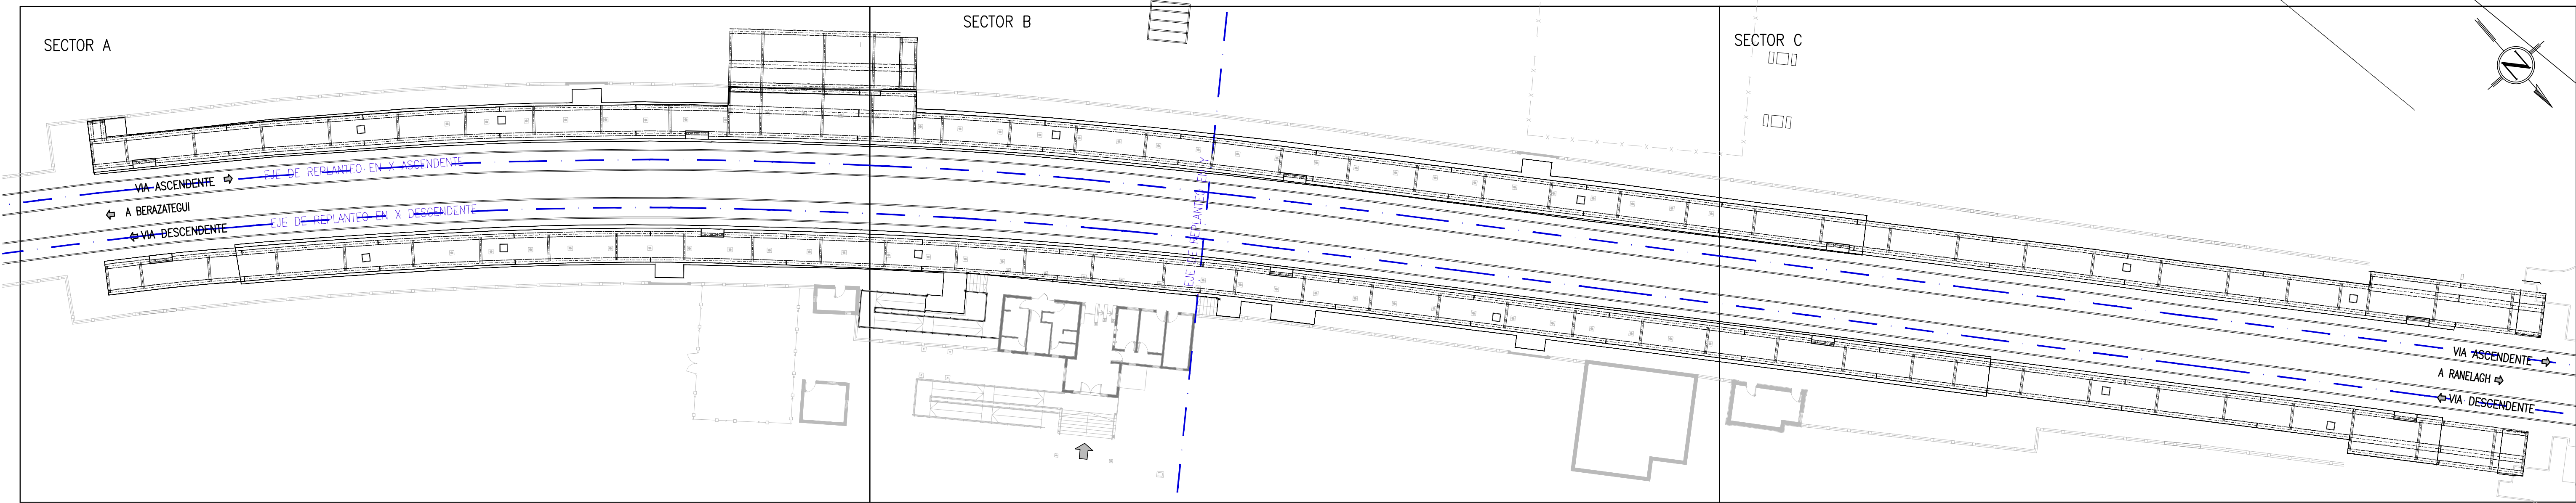 SECTOR A
SECTOR B
SECTOR C
N
EJE DE REPLANTEO EN X ASCENDENTE
VIA ASCENDENTE
A BERAZATEGUI
EJE DE REPLANTEO EN X DESCENDENTE
VIA DESCENDENTE
EJE DE REPLANTEO EN Y
VIA ASCENDENTE
A RANELAGH
VIA DESCENDENTE